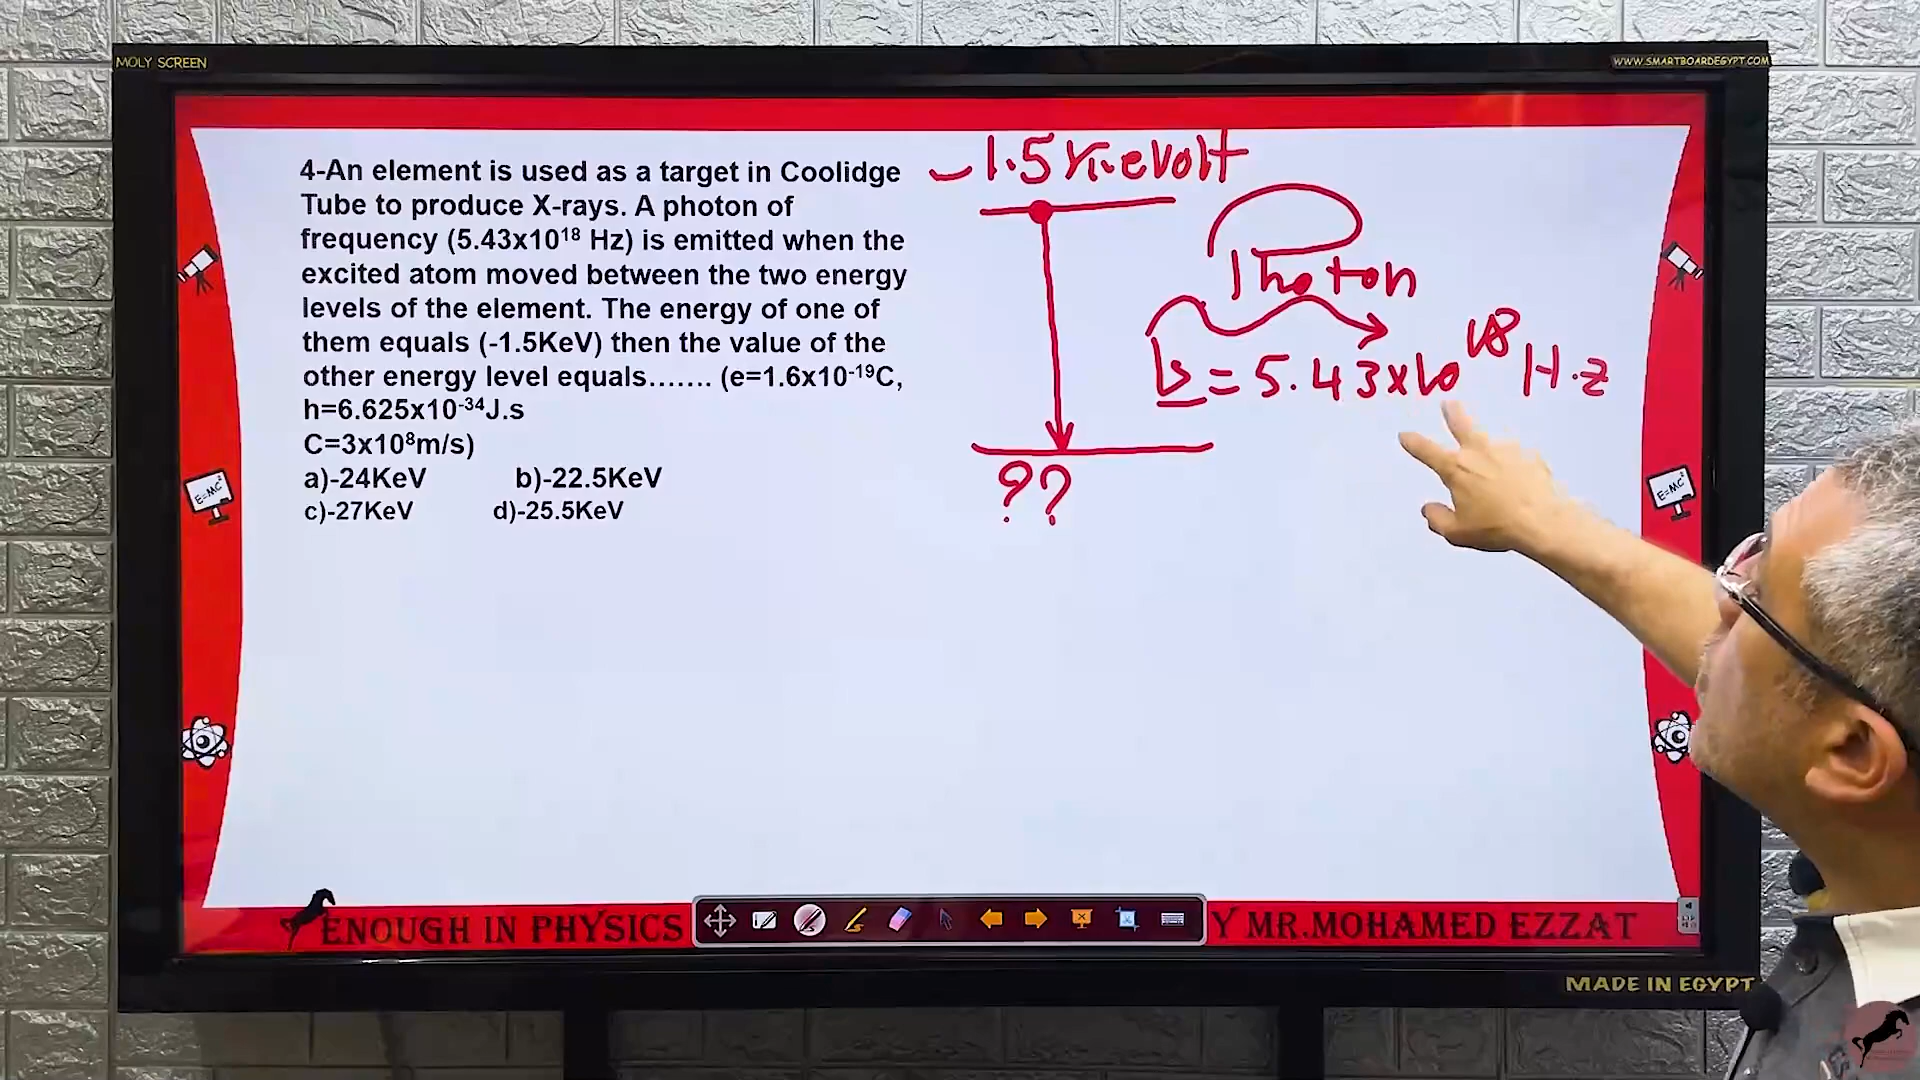 MOLY SCREEN
WWW.SMARTBOARDEGYPT.COM
4-An element is used as a target in Coolidge
Tube to produce X-rays. A photon of
frequency (5.43x10¹⁸ Hz) is emitted when the
excited atom moved between the two energy
levels of the element. The energy of one of
them equals (-1.5KeV) then the value of the
other energy level equals……. (e=1.6x10⁻¹⁹C,
h=6.625x10⁻³⁴J.s
C=3x10⁸m/s)
a)-24KeV b)-22.5KeV
c)-27KeV d)-25.5KeV
-1.5 K.evolt
Photon
υ = 5.43x10¹⁸ H.z
??
E=MC²
E=MC²
ENOUGH IN PHYSICS
Y MR.MOHAMED EZZAT
MADE IN EGYPT